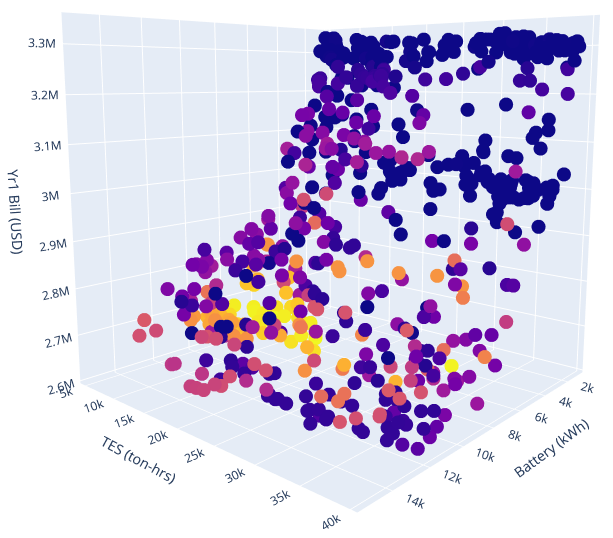 3.3M
3.2M
3.1M
3M
2.9M
2.8M
2.7M
2.6M
Yr1 Bill (USD)
5k
10k
15k
20k
25k
30k
35k
40k
TES (ton-hrs)
2k
4k
6k
8k
10k
12k
14k
Battery (kWh)